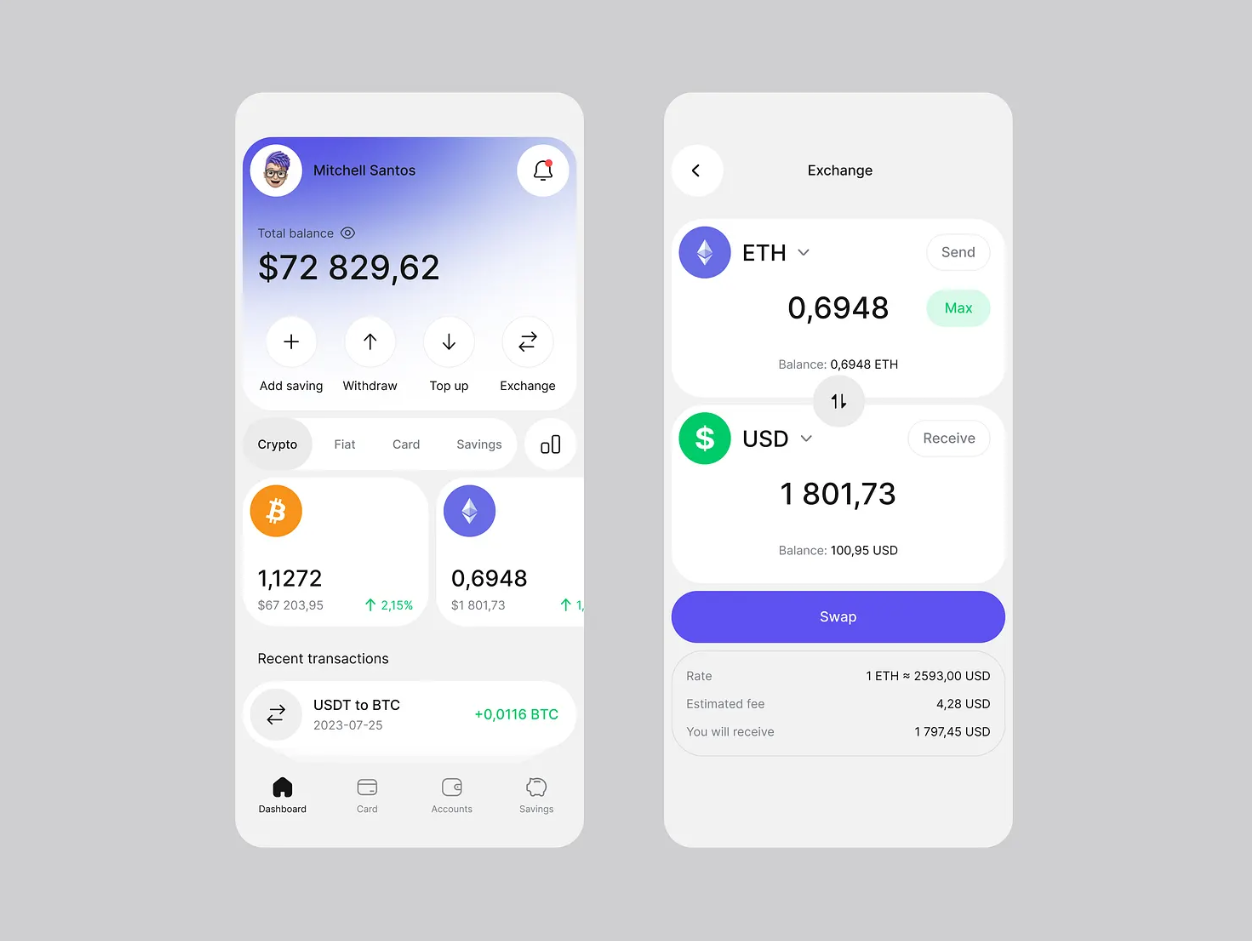 Mitchell Santos
Total balance
$72 829,62
Add saving Withdraw Top up Exchange
Crypto Fiat Card Savings
1,1272
$67 203,95 2,15%
0,6948
$1 801,73 1,
Recent transactions
USDT to BTC
2023-07-25
+0,0116 BTC
Dashboard Card Accounts Savings
Exchange
ETH
Send
0,6948
Max
Balance: 0,6948 ETH
$
USD
Receive
1 801,73
Balance: 100,95 USD
Swap
Rate 1 ETH ≈ 2593,00 USD
Estimated fee 4,28 USD
You will receive 1 797,45 USD